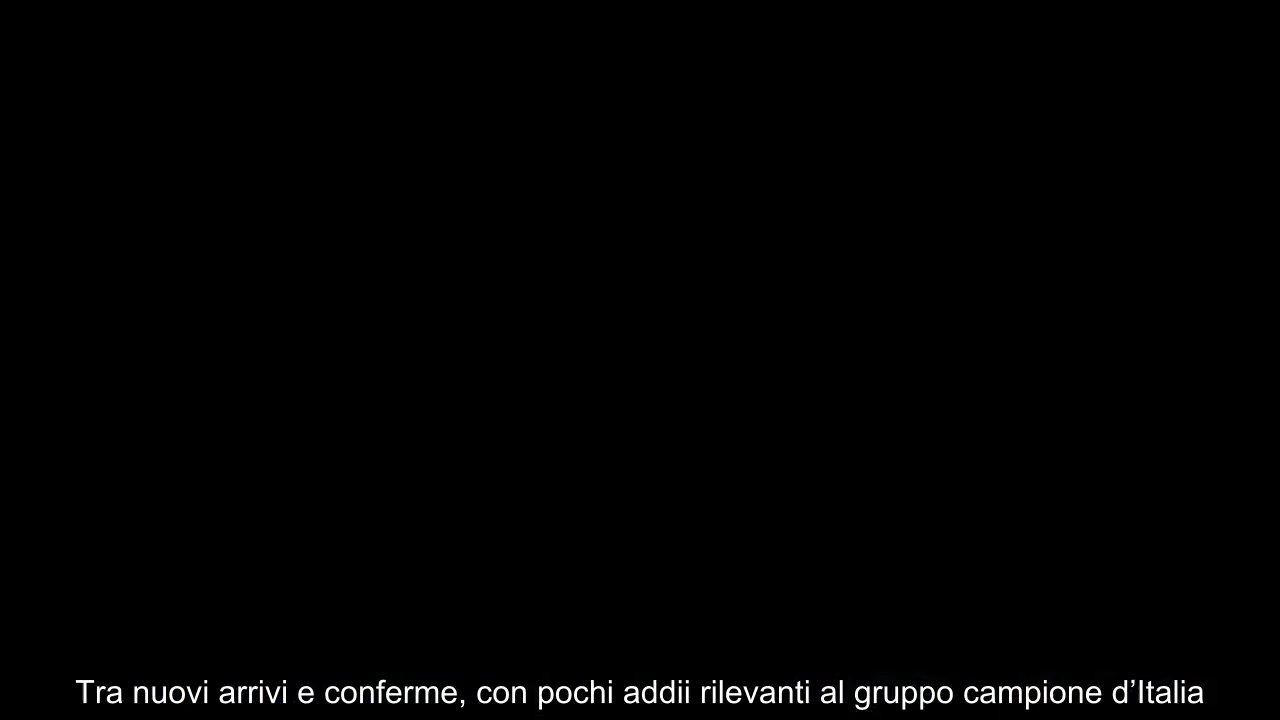 Tra nuovi arrivi e conferme, con pochi addii rilevanti al gruppo campione d’Italia